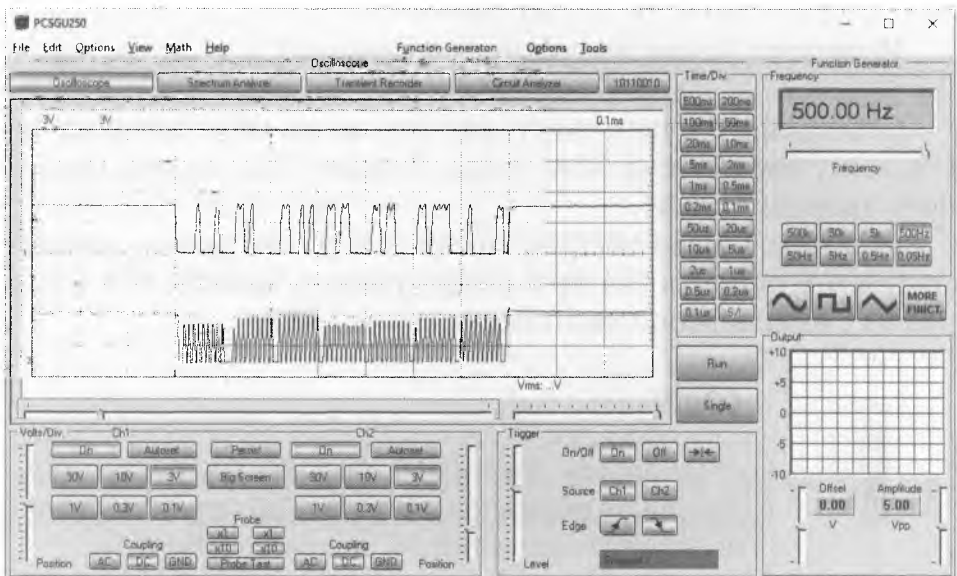 PCSGU250
File Edit Options View Math Help Function Generator Options Tools
Oscilloscope
Function Generator
Oscilloscope Spectrum Analyzer Transient Recorder Circuit Analyzer 10110010
Time/Div
Frequency
3V 3V 0.1ms
500ms 200ms
100ms 50ms
20ms 10ms
5ms 2ms
1ms 0.5ms
0.2ms 0.1ms
50us 20us
10us 5us
2us 1us
0.5us 0.2us
0.1us
500.00 Hz
Frequency
500k 50k 5k 500Hz
50Hz 5Hz 0.5Hz 0.05Hz
MORE
FUNCT.
Run
Single
Vrms: ...V
Output
+10
+5
0
-5
-10
Offset Amplitude
0.00 5.00
V Vpp
Volts/Div. Ch1 Ch2
On Autoset Persist On Autoset
30V 10V 3V Big Screen 30V 10V 3V
1V 0.3V 0.1V 1V 0.3V 0.1V
Probe
x1 x1
x10 x10
Coupling Coupling
Position AC DC GND Probe Test AC DC GND Position
Trigger
On/Off On Off
Source Ch1 Ch2
Edge
Level